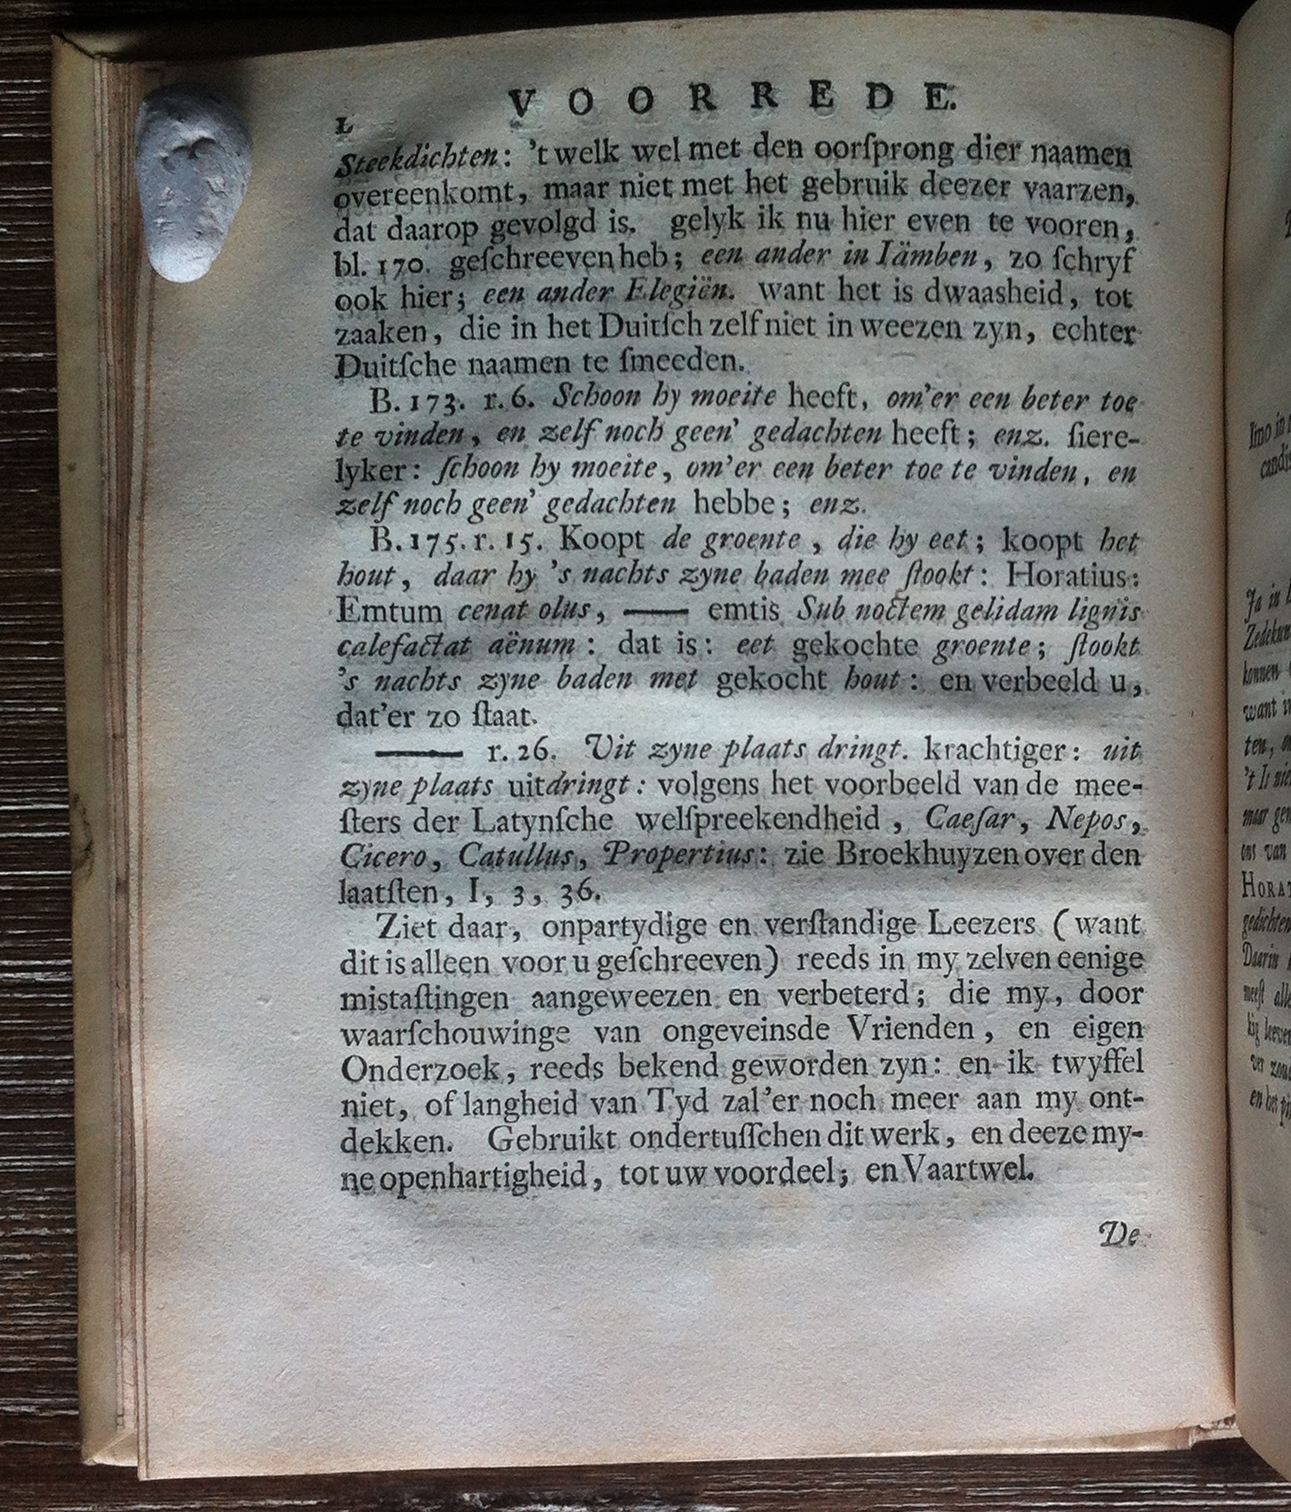 VOORREDE.
L
Steekdichten: 't welk wel met den oorſprong dier naamen
overeenkomt, maar niet met het gebruik deezer vaarzen,
dat daarop gevolgd is. gelyk ik nu hier even te vooren,
bl. 170. geſchreeven heb; een ander in Iämben, zo ſchryf
ook hier; een ander Elegiën. want het is dwaasheid, tot
zaaken, die in het Duitſch zelf niet in weezen zyn, echter
Duitſche naamen te ſmeeden.
B. 173. r. 6. Schoon hy moeite heeft, om'er een beter toe
te vinden, en zelf noch geen' gedachten heeft; enz. ſiere-
lyker: ſchoon hy moeite, om'er een beter toe te vinden, en
zelf noch geen' gedachten hebbe; enz.
B. 175. r. 15. Koopt de groente, die hy eet; koopt het
hout, daar hy 's nachts zyne baden mee ſtookt: Horatius:
Emtum cenat olus, —— emtis Sub noctem gelidam lignis
calefactat aënum: dat is: eet gekochte groente; ſtookt
's nachts zyne baden met gekocht hout: en verbeeld u,
dat'er zo ſtaat.
—— r. 26. Uit zyne plaats dringt. krachtiger: uit
zyne plaats uitdringt: volgens het voorbeeld van de mee-
ſters der Latynſche welſpreekendheid, Caeſar, Nepos,
Cicero, Catullus, Propertius: zie Broekhuyzen over den
laatſten, I, 3, 36.
Ziet daar, onpartydige en verſtandige Leezers (want
dit is alleen voor u geſchreeven) reeds in my zelven eenige
mistaſtingen aangeweezen en verbeterd; die my, door
waarſchouwinge van ongeveinsde Vrienden, en eigen
Onderzoek, reeds bekend geworden zyn: en ik twyffel
niet, of langheid van Tyd zal'er noch meer aan my ont-
dekken. Gebruikt ondertuſſchen dit werk, en deeze my-
ne openhartigheid, tot uw voordeel; en Vaartwel.
De